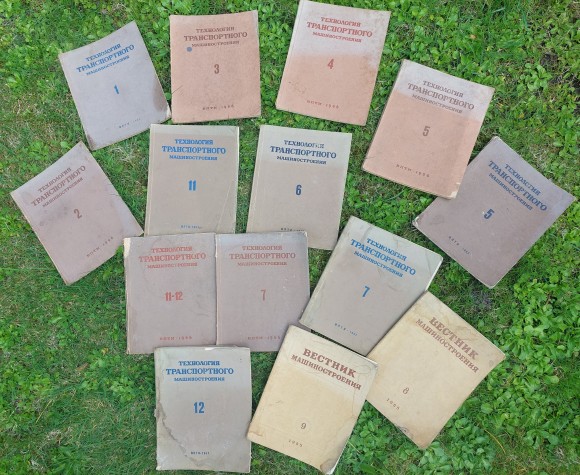 ТЕХНОЛОГИЯ
ТРАНСПОРТНОГО
МАШИНОСТРОЕНИЯ
1
ТЕХНОЛОГИЯ
ТРАНСПОРТНОГО
МАШИНОСТРОЕНИЯ
3
ТЕХНОЛОГИЯ
ТРАНСПОРТНОГО
МАШИНОСТРОЕНИЯ
4
ТЕХНОЛОГИЯ
ТРАНСПОРТНОГО
МАШИНОСТРОЕНИЯ
5
ТЕХНОЛОГИЯ
ТРАНСПОРТНОГО
МАШИНОСТРОЕНИЯ
2
ТЕХНОЛОГИЯ
ТРАНСПОРТНОГО
МАШИНОСТРОЕНИЯ
11
ТЕХНОЛОГИЯ
ТРАНСПОРТНОГО
МАШИНОСТРОЕНИЯ
6
ТЕХНОЛОГИЯ
ТРАНСПОРТНОГО
МАШИНОСТРОЕНИЯ
5
ТЕХНОЛОГИЯ
ТРАНСПОРТНОГО
МАШИНОСТРОЕНИЯ
11-12
ТЕХНОЛОГИЯ
ТРАНСПОРТНОГО
МАШИНОСТРОЕНИЯ
7
ТЕХНОЛОГИЯ
ТРАНСПОРТНОГО
МАШИНОСТРОЕНИЯ
7
ТЕХНОЛОГИЯ
ТРАНСПОРТНОГО
МАШИНОСТРОЕНИЯ
12
ВЕСТНИК
МАШИНОСТРОЕНИЯ
9
ВЕСТНИК
МАШИНОСТРОЕНИЯ
8